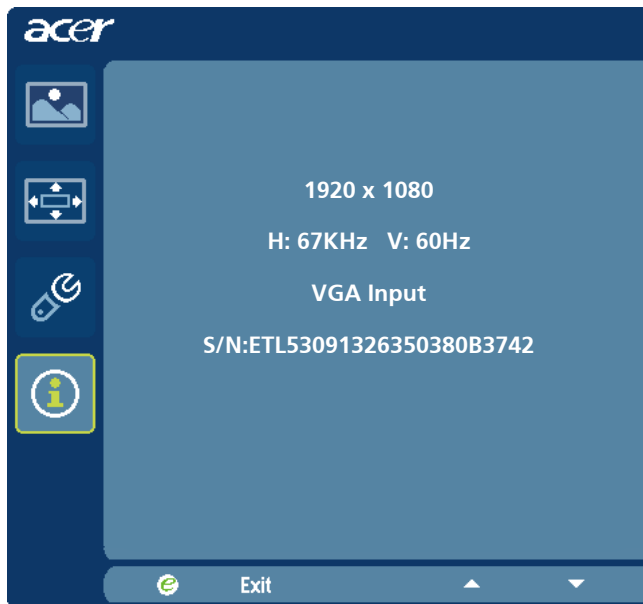 acer
1920 x 1080
H: 67KHz V: 60Hz
VGA Input
S/N:ETL53091326350380B3742
e Exit